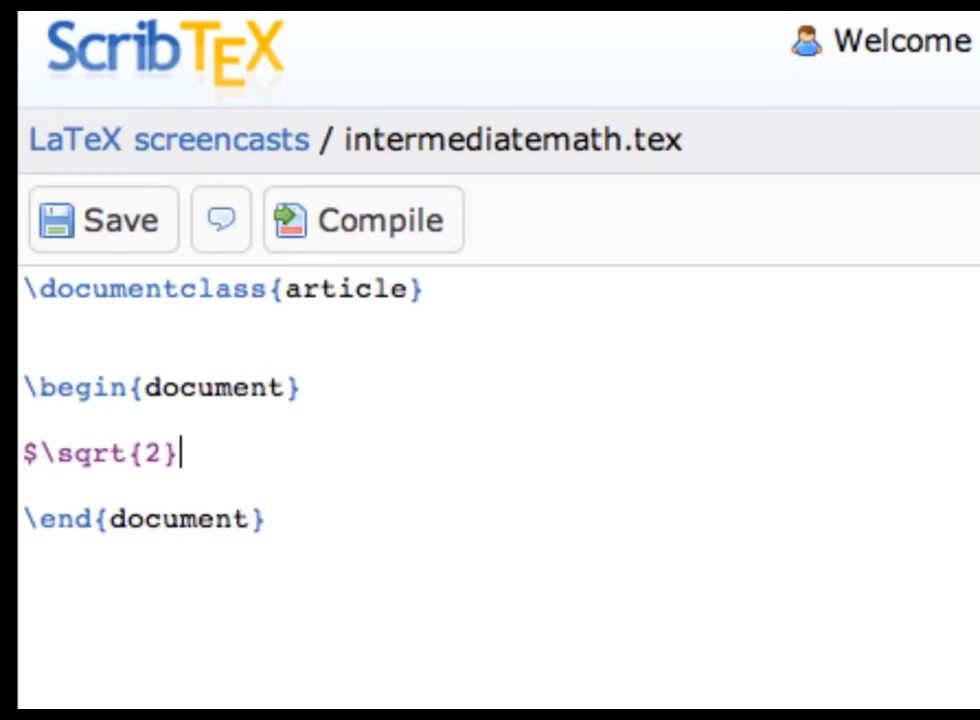 ScribTEX
Welcome
LaTeX screencasts / intermediatemath.tex
Save
Compile
\documentclass{article}
\begin{document}
$\sqrt{2}
\end{document}